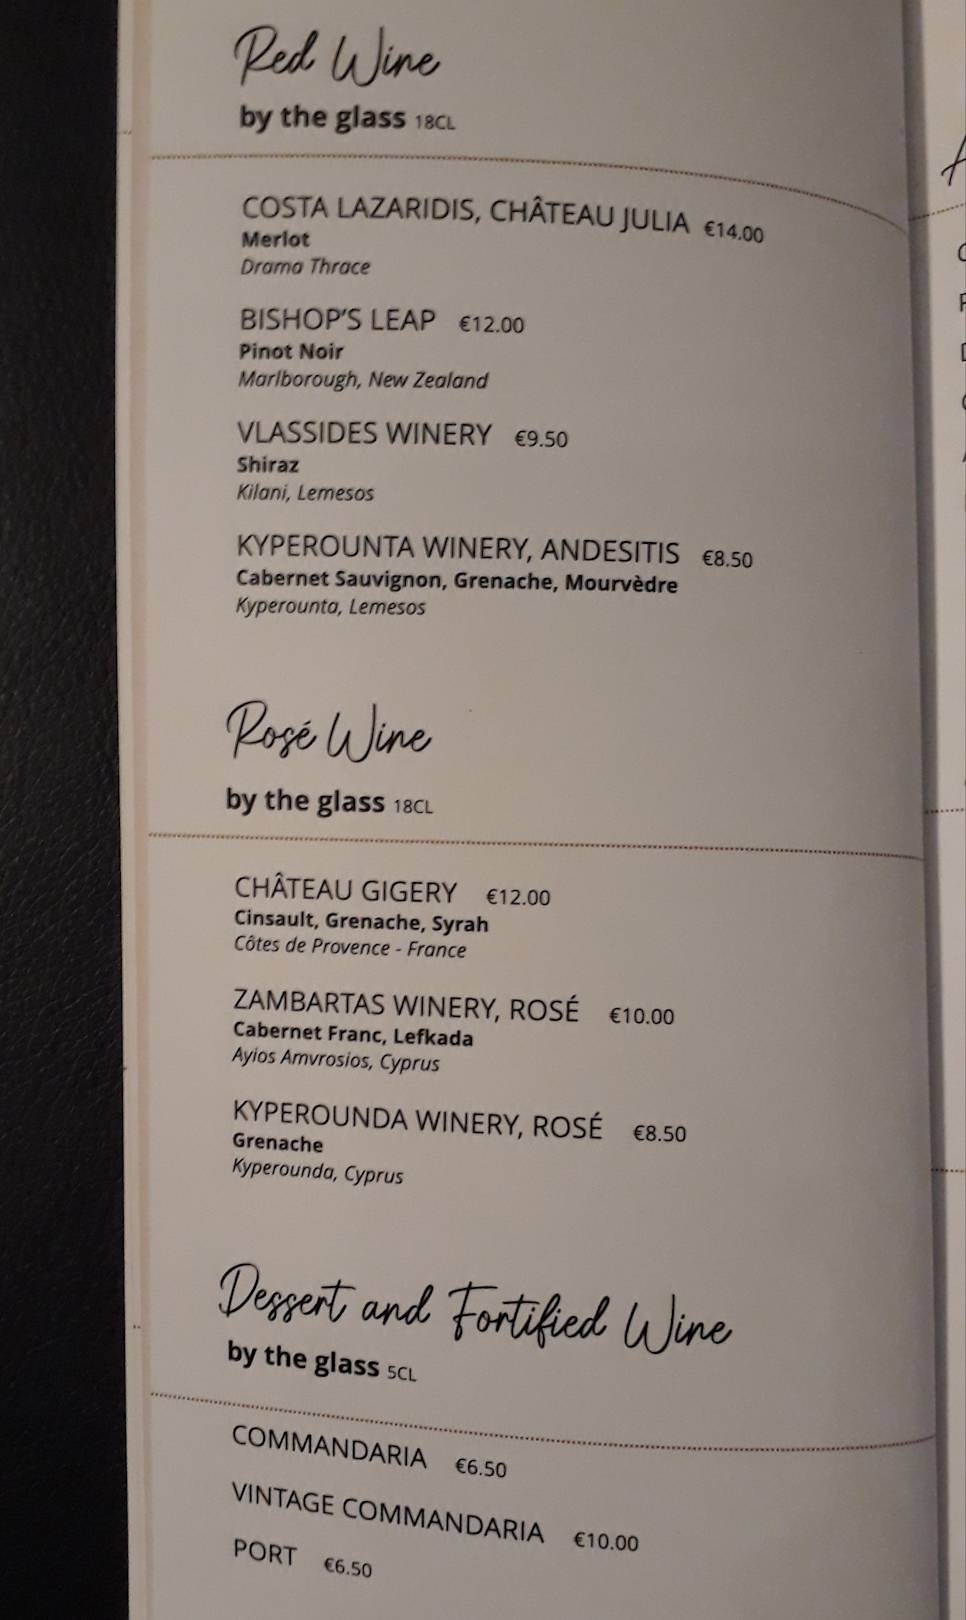 Red Wine
by the glass 18CL
COSTA LAZARIDIS, CHÂTEAU JULIA €14.00
Merlot
Drama Thrace
BISHOP'S LEAP €12.00
Pinot Noir
Marlborough, New Zealand
VLASSIDES WINERY €9.50
Shiraz
Kilani, Lemesos
KYPEROUNTA WINERY, ANDESITIS €8.50
Cabernet Sauvignon, Grenache, Mourvèdre
Kyperounta, Lemesos
Rosé Wine
by the glass 18CL
CHÂTEAU GIGERY €12.00
Cinsault, Grenache, Syrah
Côtes de Provence - France
ZAMBARTAS WINERY, ROSÉ €10.00
Cabernet Franc, Lefkada
Ayios Amvrosios, Cyprus
KYPEROUNDA WINERY, ROSÉ €8.50
Grenache
Kyperounda, Cyprus
Dessert and Fortified Wine
by the glass 5CL
COMMANDARIA €6.50
VINTAGE COMMANDARIA €10.00
PORT €6.50